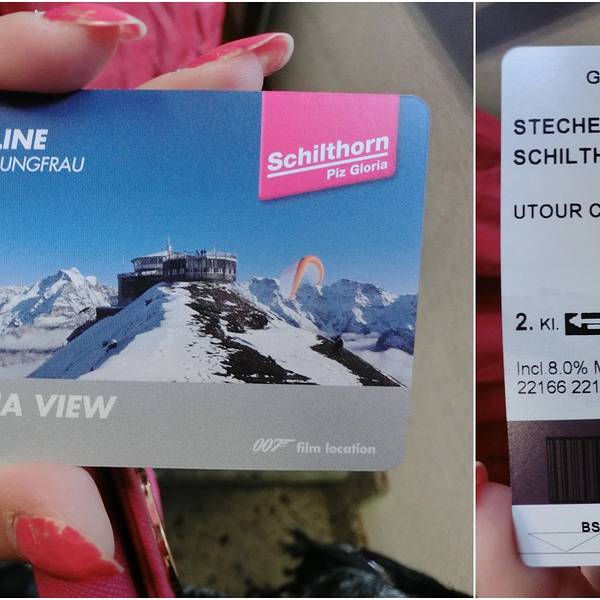 LINE
UNGFRAU
Schilthorn
Piz Gloria
A VIEW
007 film location
G
STECHE
SCHILTH
UTOUR C
2. Kl.
Incl.8.0% M
22166 221
BS